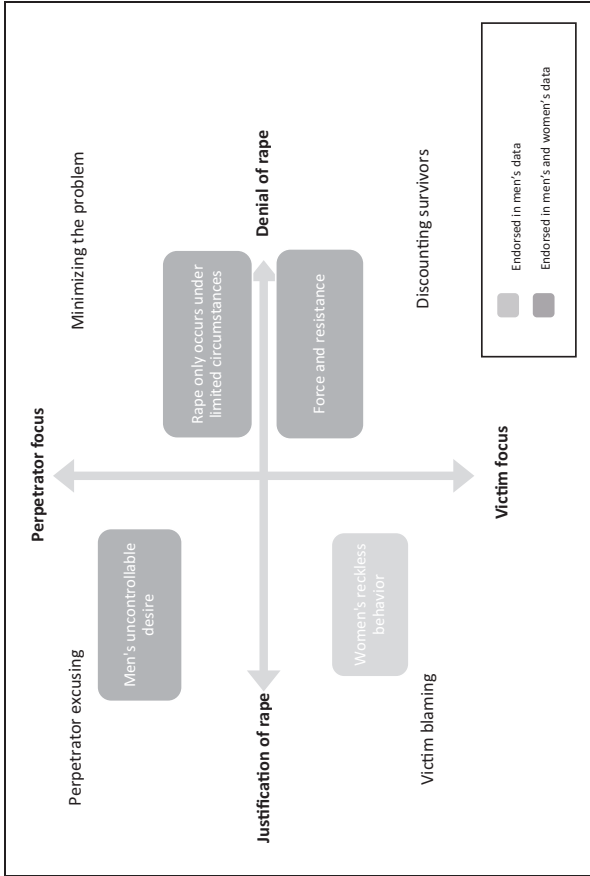 Perpetrator focus
Perpetrator excusing
Minimizing the problem
Men's uncontrollable
desire
Rape only occurs under
limited circumstances
Justification of rape
Denial of rape
Women's reckless
behavior
Force and resistance
Victim blaming
Discounting survivors
Victim focus
Endorsed in men's data
Endorsed in men's and women's data